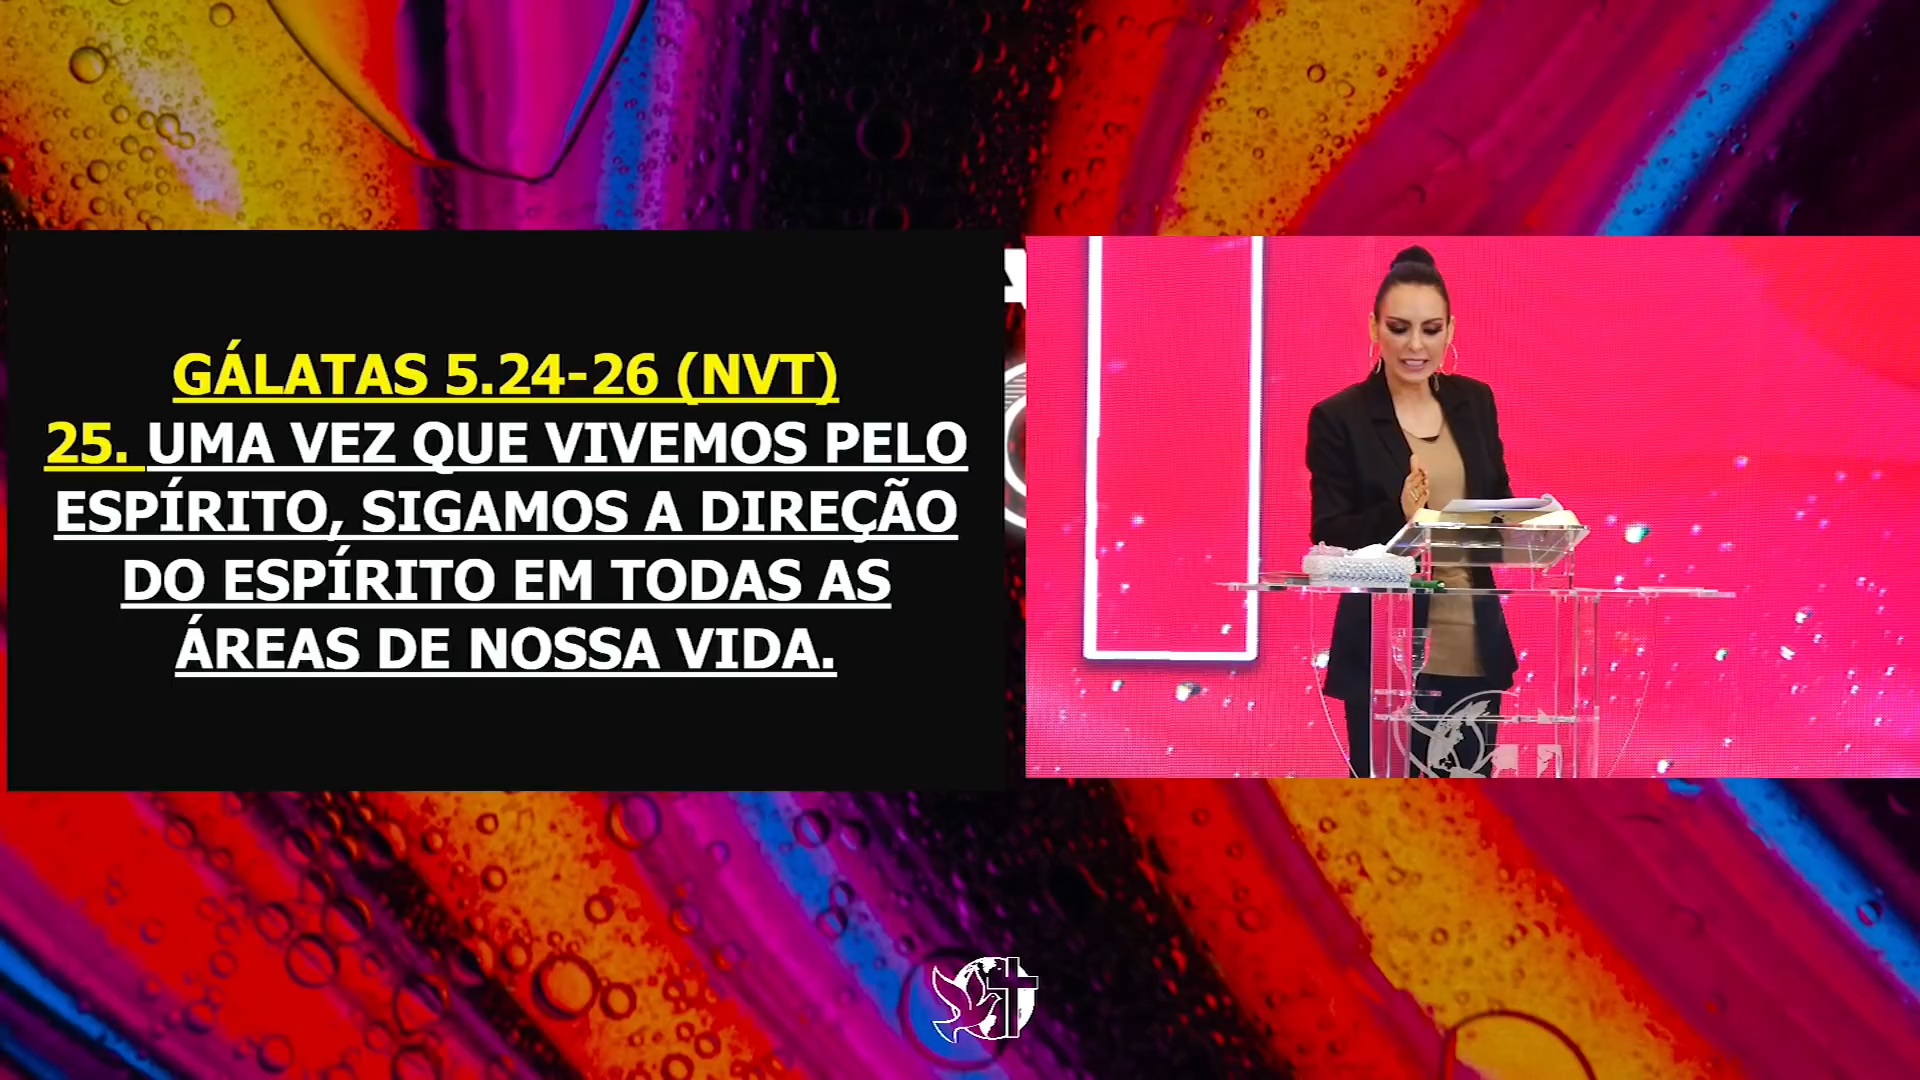 GÁLATAS 5.24-26 (NVT)
25. UMA VEZ QUE VIVEMOS PELO
ESPÍRITO, SIGAMOS A DIREÇÃO
DO ESPÍRITO EM TODAS AS
ÁREAS DE NOSSA VIDA.